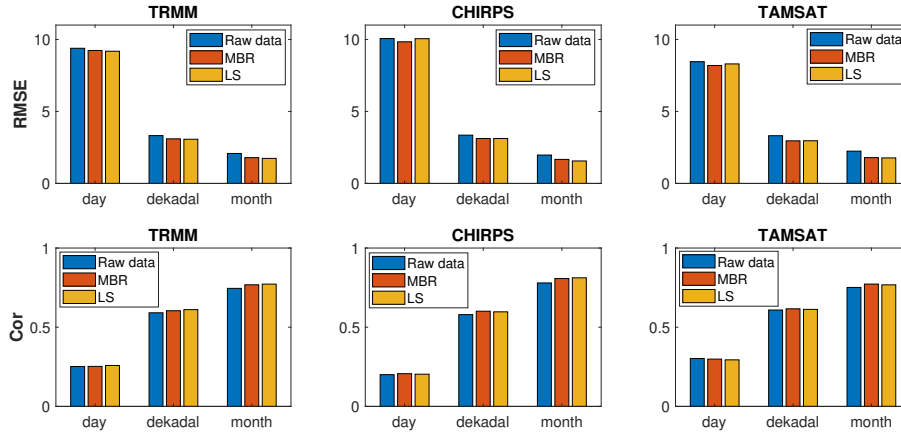 TRMM
CHIRPS
TAMSAT
RMSE
10
5
0
Raw data
MBR
LS
day
dekadal
month
10
5
0
Raw data
MBR
LS
day
dekadal
month
10
5
0
Raw data
MBR
LS
day
dekadal
month
TRMM
CHIRPS
TAMSAT
Cor
1
0.5
0
Raw data
MBR
LS
day
dekadal
month
1
0.5
0
Raw data
MBR
LS
day
dekadal
month
1
0.5
0
Raw data
MBR
LS
day
dekadal
month